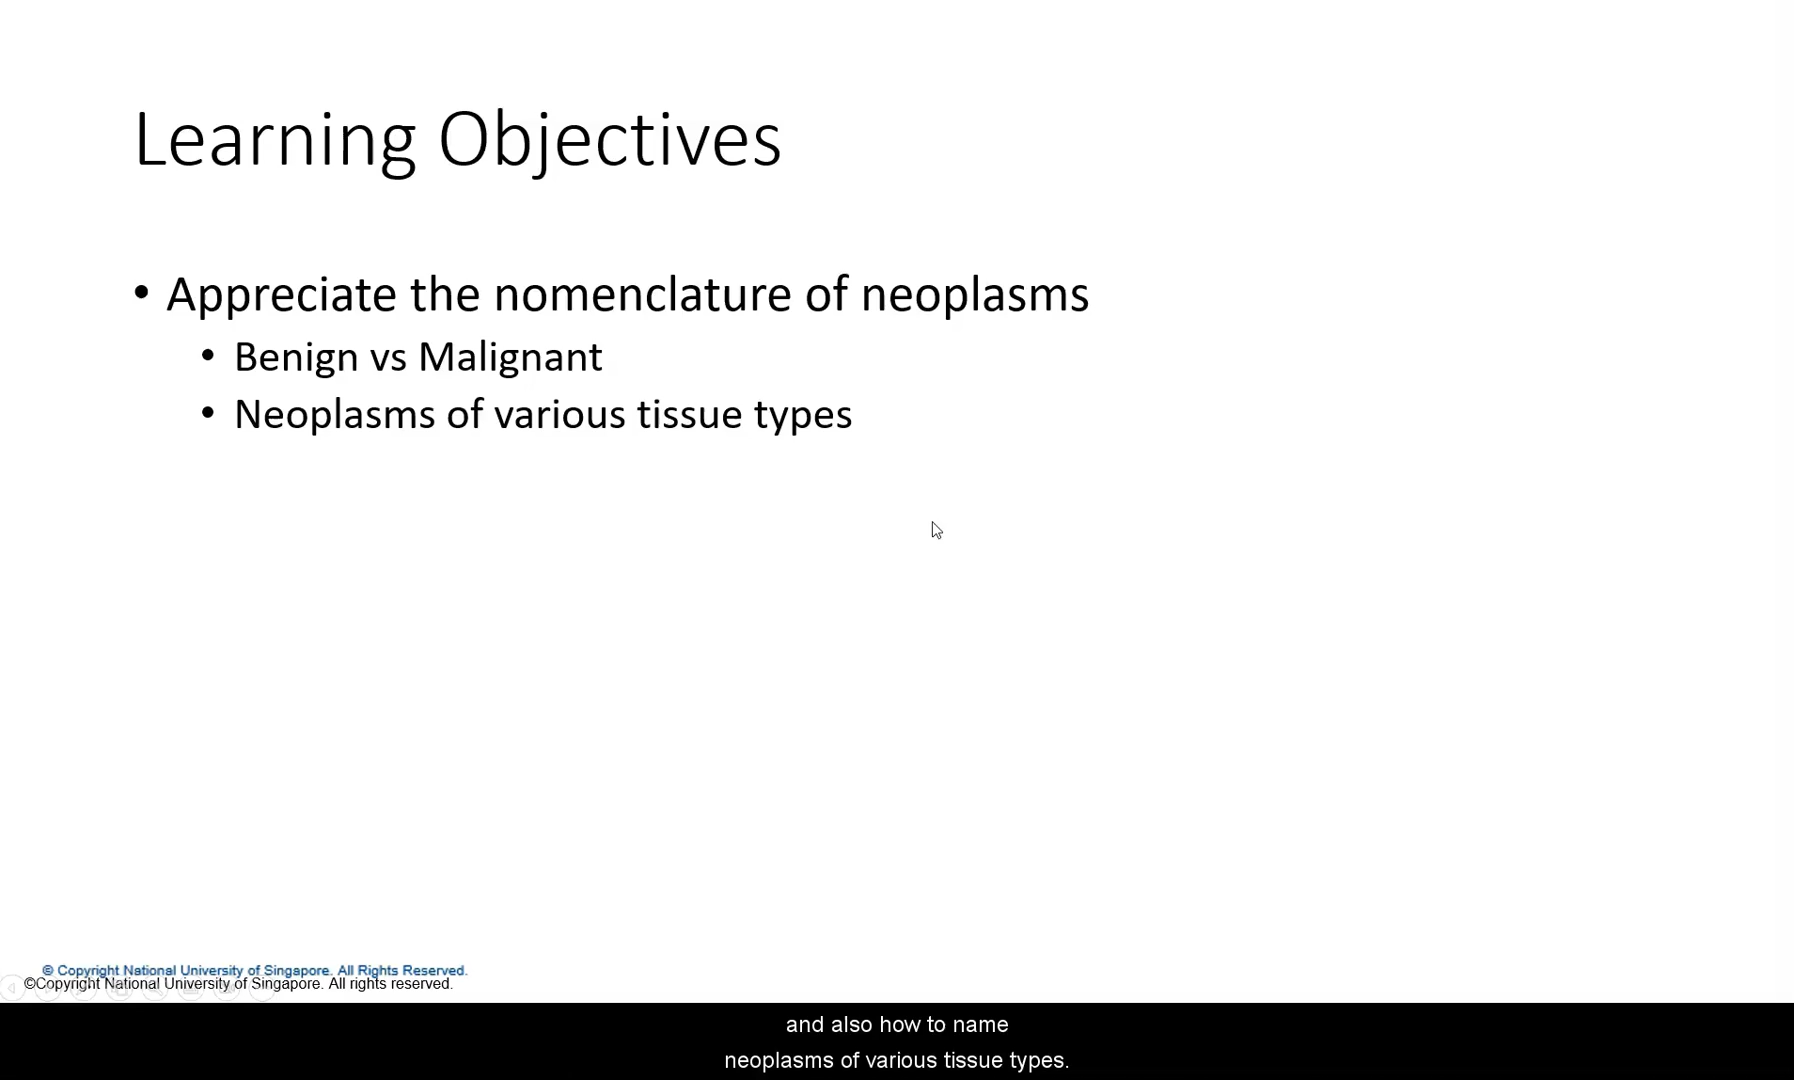 Learning Objectives
• Appreciate the nomenclature of neoplasms
• Benign vs Malignant
• Neoplasms of various tissue types
© Copyright National University of Singapore. All Rights Reserved.
©Copyright National University of Singapore. All rights reserved.
and also how to name
neoplasms of various tissue types.